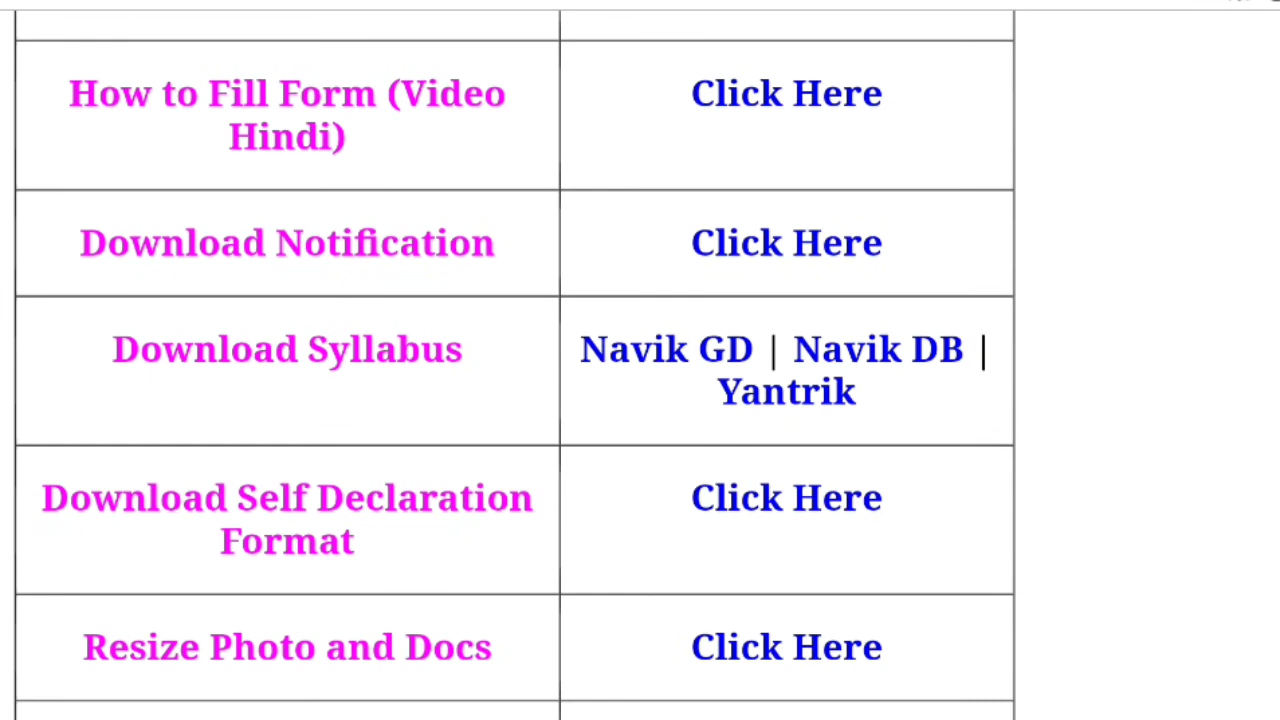 How to Fill Form (Video
Hindi)
Click Here
Download Notification
Click Here
Download Syllabus
Navik GD | Navik DB |
Yantrik
Download Self Declaration
Format
Click Here
Resize Photo and Docs
Click Here